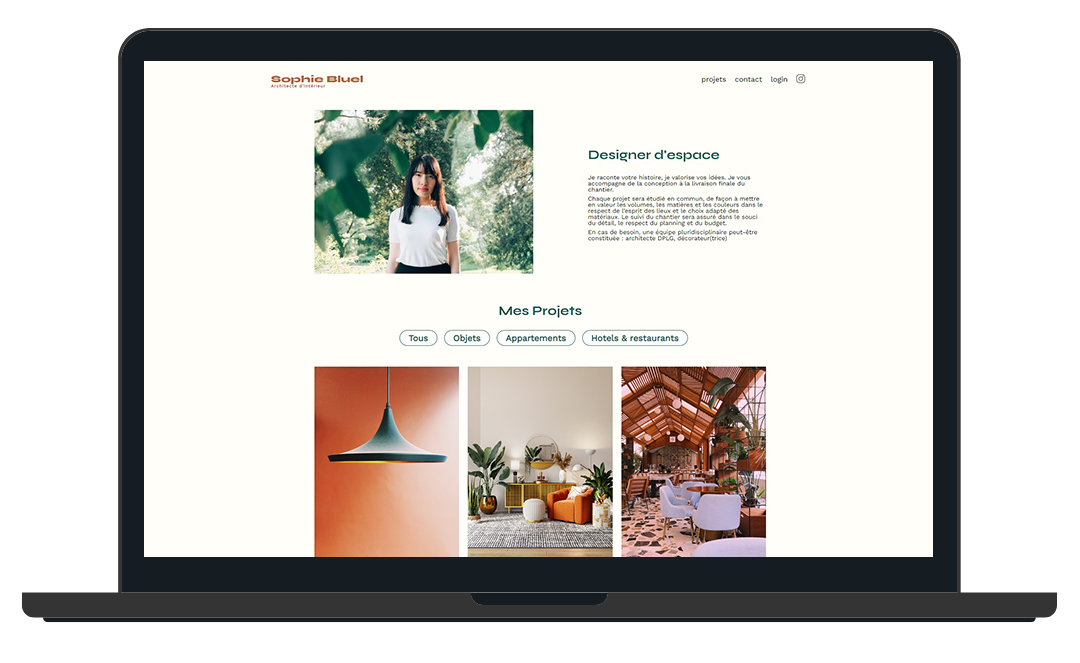 Sophie Bluel
Architecte d'intérieur
projets contact login
Designer d'espace
Je raconte votre histoire, je valorise vos idées. Je vous
accompagne de la conception à la livraison finale du
chantier.
Chaque projet sera étudié en commun, de façon à mettre
en valeur les volumes, les matières et les couleurs dans le
respect de l'esprit des lieux et le choix adapté des
matériaux. Le suivi du chantier sera assuré dans le souci
du détail, le respect du planning et du budget.
En cas de besoin, une équipe pluridisciplinaire peut-être
constituée : architecte DPLG, décorateur(trice)
Mes Projets
Tous Objets Appartements Hotels & restaurants